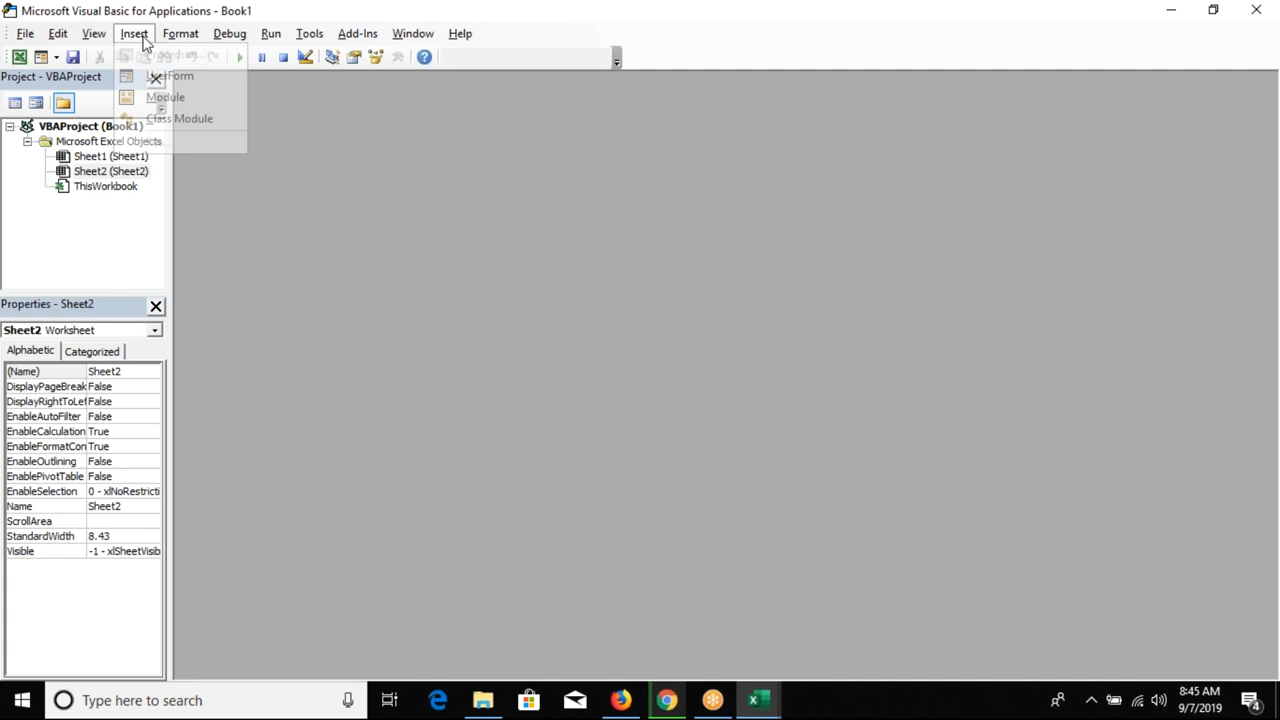 Microsoft Visual Basic for Applications - Book1
File Edit View Insert Format Debug Run Tools Add-Ins Window Help
Project - VBAProject
UserForm
Module
Class Module
VBAProject (Book1)
Microsoft Excel Objects
Sheet1 (Sheet1)
Sheet2 (Sheet2)
ThisWorkbook
Properties - Sheet2
Sheet2 Worksheet
Alphabetic Categorized
(Name) Sheet2
DisplayPageBreak False
DisplayRightToLef False
EnableAutoFilter False
EnableCalculation True
EnableFormatCon True
EnableOutlining False
EnablePivotTable False
EnableSelection 0 - xlNoRestricti
Name Sheet2
ScrollArea
StandardWidth 8.43
Visible -1 - xlSheetVisib
Type here to search
8:45 AM
9/7/2019
4